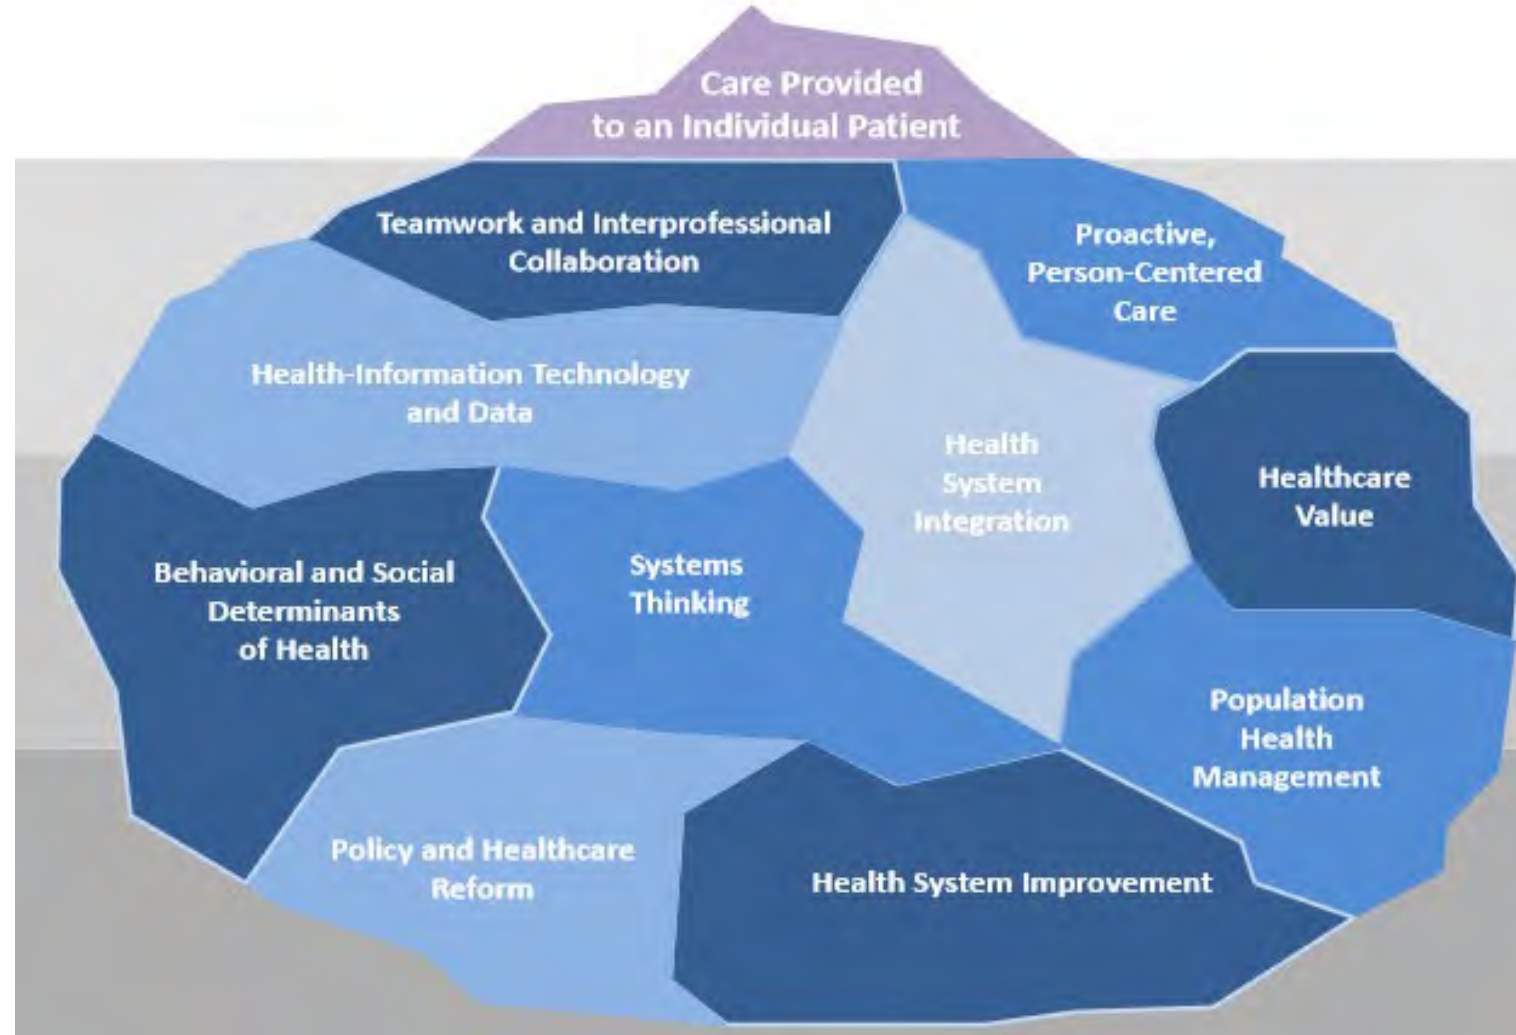 Care Provided
to an Individual Patient
Teamwork and Interprofessional
Collaboration
Proactive,
Person-Centered
Care
Health-Information Technology
and Data
Health
System
Integration
Healthcare
Value
Behavioral and Social
Determinants
of Health
Systems
Thinking
Population
Health
Management
Policy and Healthcare
Reform
Health System Improvement